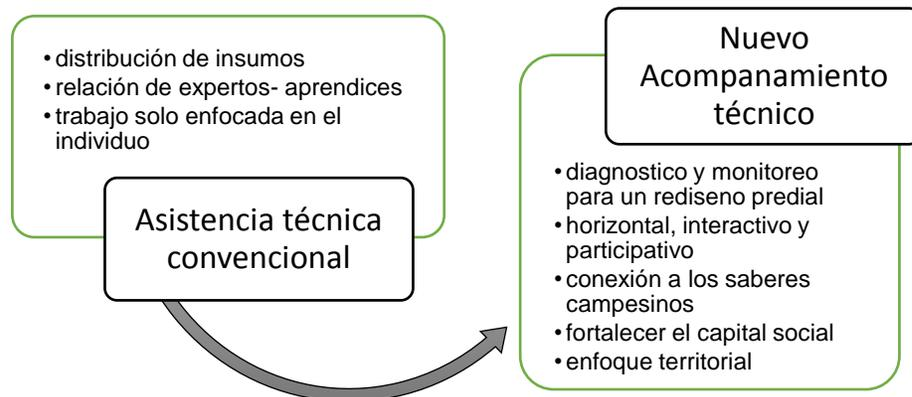 • distribución de insumos
• relación de expertos- aprendices
• trabajo solo enfocada en el
individuo
Asistencia técnica
convencional
Nuevo
Acompanamiento
técnico
• diagnostico y monitoreo
para un rediseno predial
• horizontal, interactivo y
participativo
• conexión a los saberes
campesinos
• fortalecer el capital social
• enfoque territorial